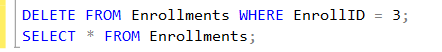 DELETE FROM Enrollments WHERE EnrollID = 3;
SELECT * FROM Enrollments;